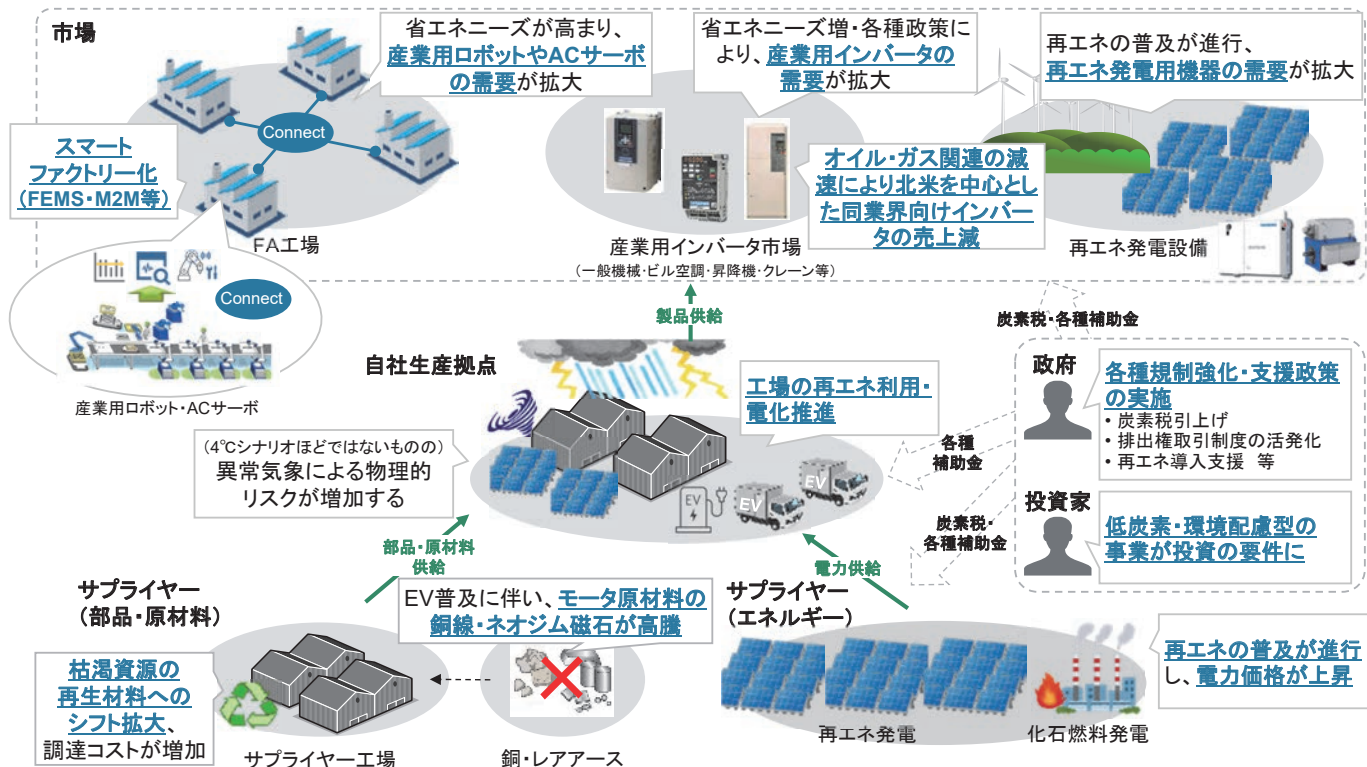 市場
省エネニーズが高まり、
産業用ロボットやACサーボ
の需要が拡大
省エネニーズ増・各種政策に
より、産業用インバータの
需要が拡大
再エネの普及が進行、
再エネ発電用機器の需要が拡大
Connect
スマート
ファクトリー化
(FEMS・M2M等)
オイル・ガス関連の減
速により北米を中心とし
た同業界向けインバー
タの売上減
FA工場
産業用インバータ市場
(一般機械・ビル空調・昇降機・クレーン等)
再エネ発電設備
Connect
産業用ロボット・ACサーボ
製品供給
炭素税・各種補助金
自社生産拠点
工場の再エネ利用・
電化推進
政府
各種規制強化・支援政策
の実施
• 炭素税引上げ
• 排出権取引制度の活発化
• 再エネ導入支援 等
(4℃シナリオほどではないものの)
異常気象による物理的
リスクが増加する
各種
補助金
EV
EV
EV
投資家
低炭素・環境配慮型の
事業が投資の要件に
炭素税・
各種補助金
部品・原材料
供給
電力供給
サプライヤー
(部品・原材料)
EV普及に伴い、モータ原材料の
銅線・ネオジム磁石が高騰
サプライヤー
(エネルギー)
枯渇資源の
再生材料への
シフト拡大、
調達コストが増加
再エネの普及が進行
し、電力価格が上昇
サプライヤー工場
銅・レアアース
再エネ発電
化石燃料発電